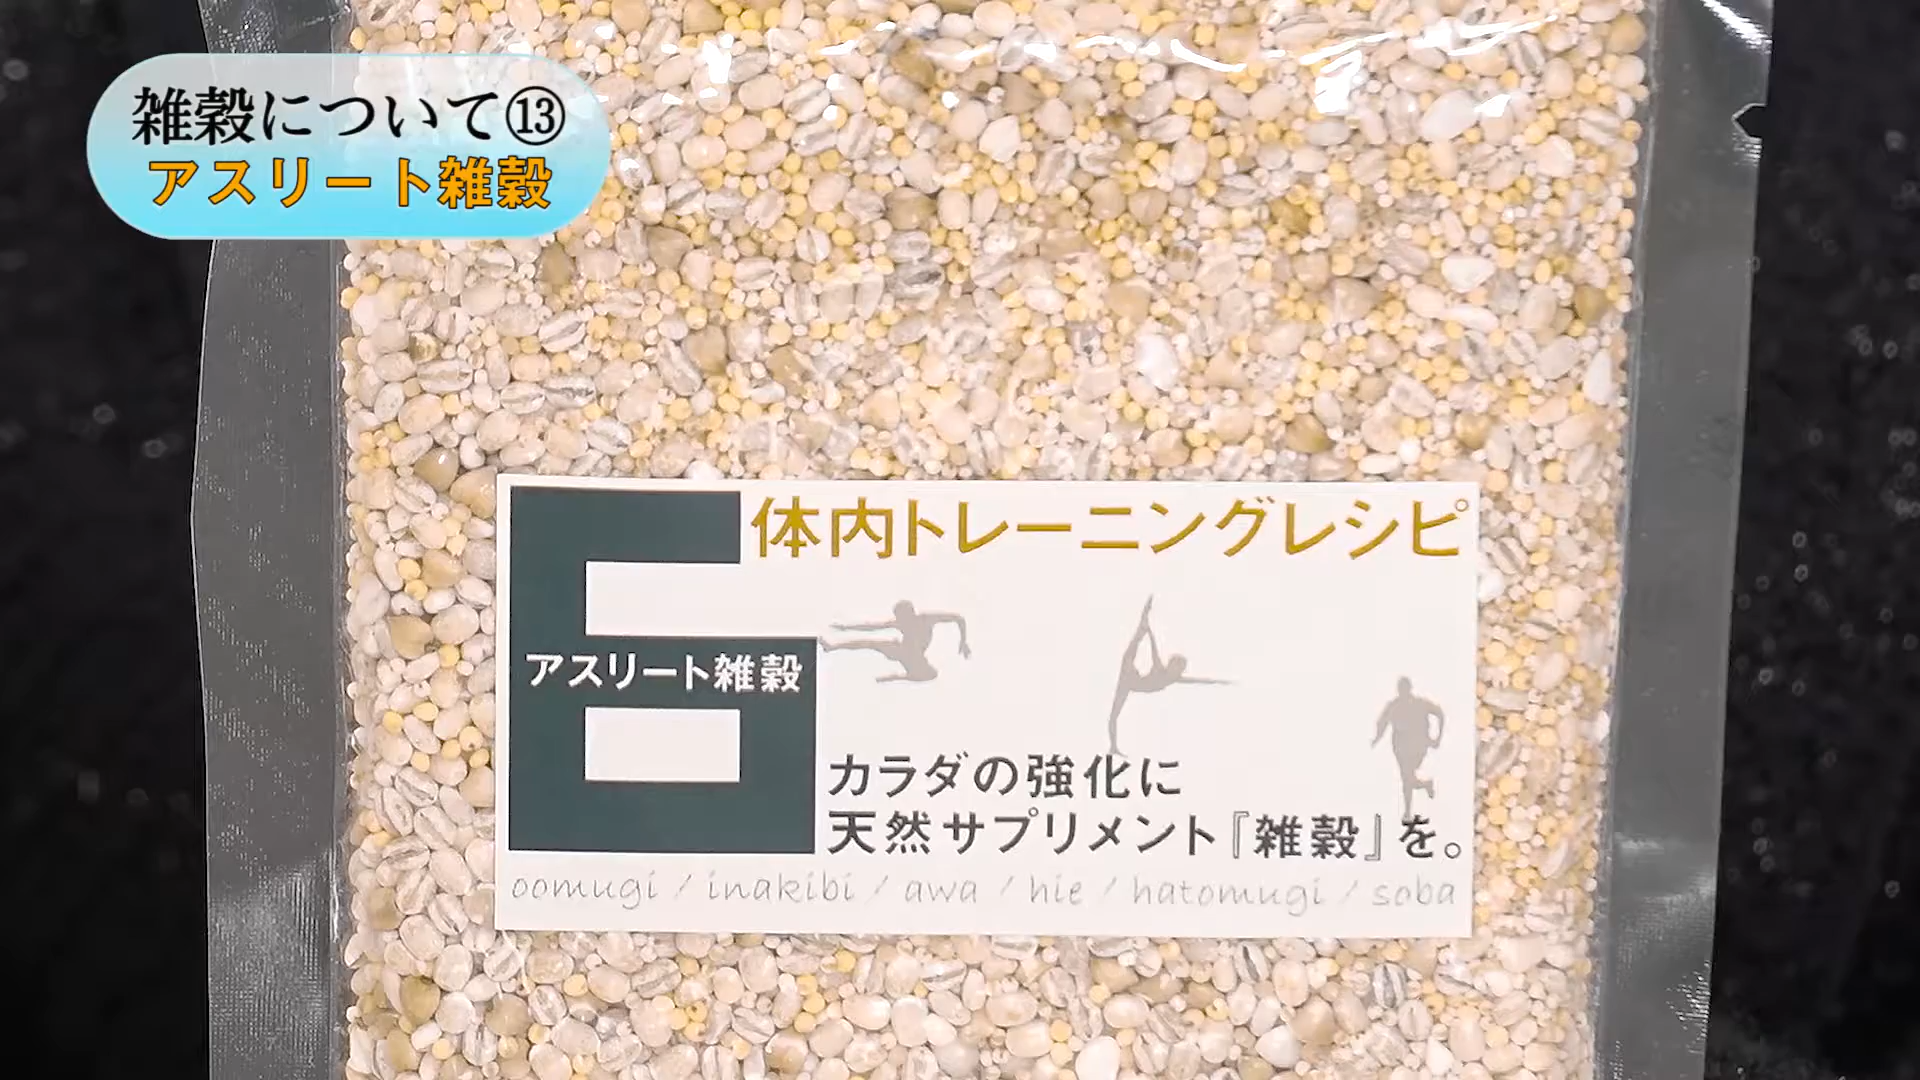 雑穀について⑬
アスリート雑穀
6
体内トレーニングレシピ
アスリート雑穀
カラダの強化に
天然サプリメント『雑穀』を。
oomugi / inakibi / awa / hie / hatomugi / soba